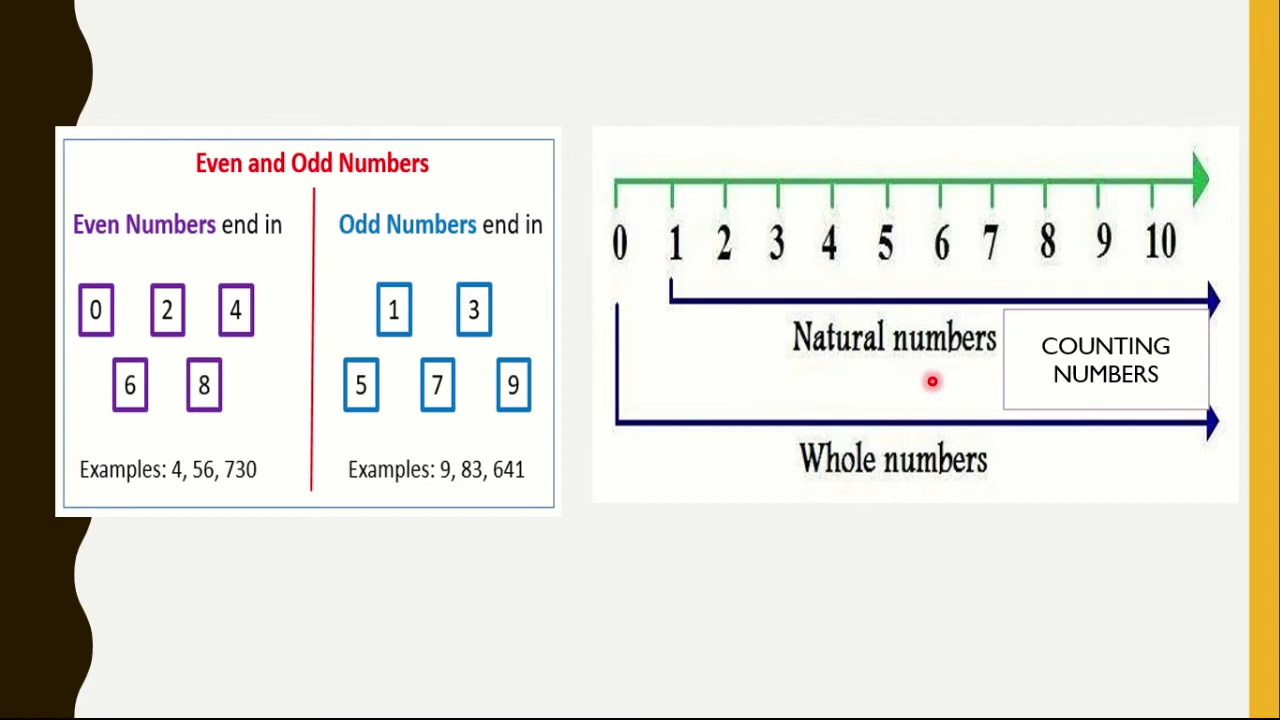 Even and Odd Numbers
Even Numbers end in
0 2 4
6 8
Examples: 4, 56, 730
Odd Numbers end in
1 3
5 7 9
Examples: 9, 83, 641
0 1 2 3 4 5 6 7 8 9 10
Natural numbers
COUNTING
NUMBERS
Whole numbers